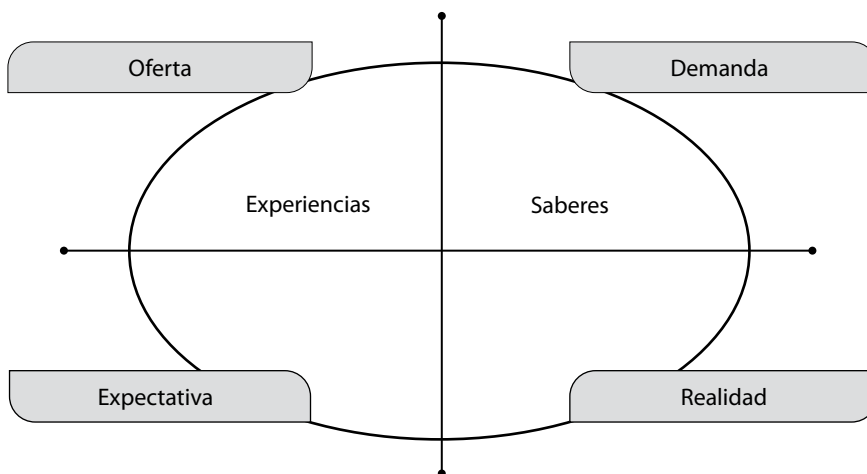 Oferta
Demanda
Experiencias
Saberes
Expectativa
Realidad